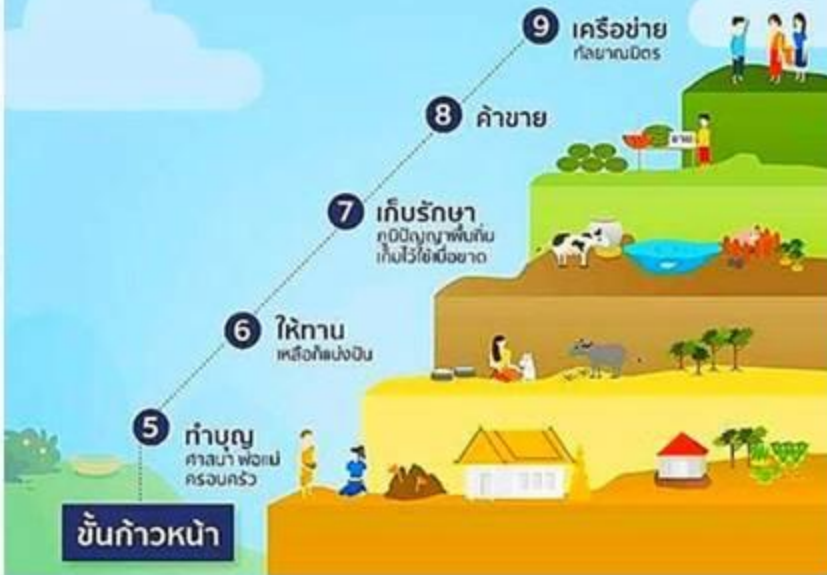 9 เครือข่าย
กัลยาณมิตร
8 ค้าขาย
ขาย
7 เก็บรักษา
ภูมิปัญญาพื้นถิ่น
เก็บไว้ใช้เมื่อขาด
6 ให้ทาน
เหลือก็แบ่งปัน
5 ทำบุญ
ศาสนา พ่อแม่
ครอบครัว
ขั้นก้าวหน้า